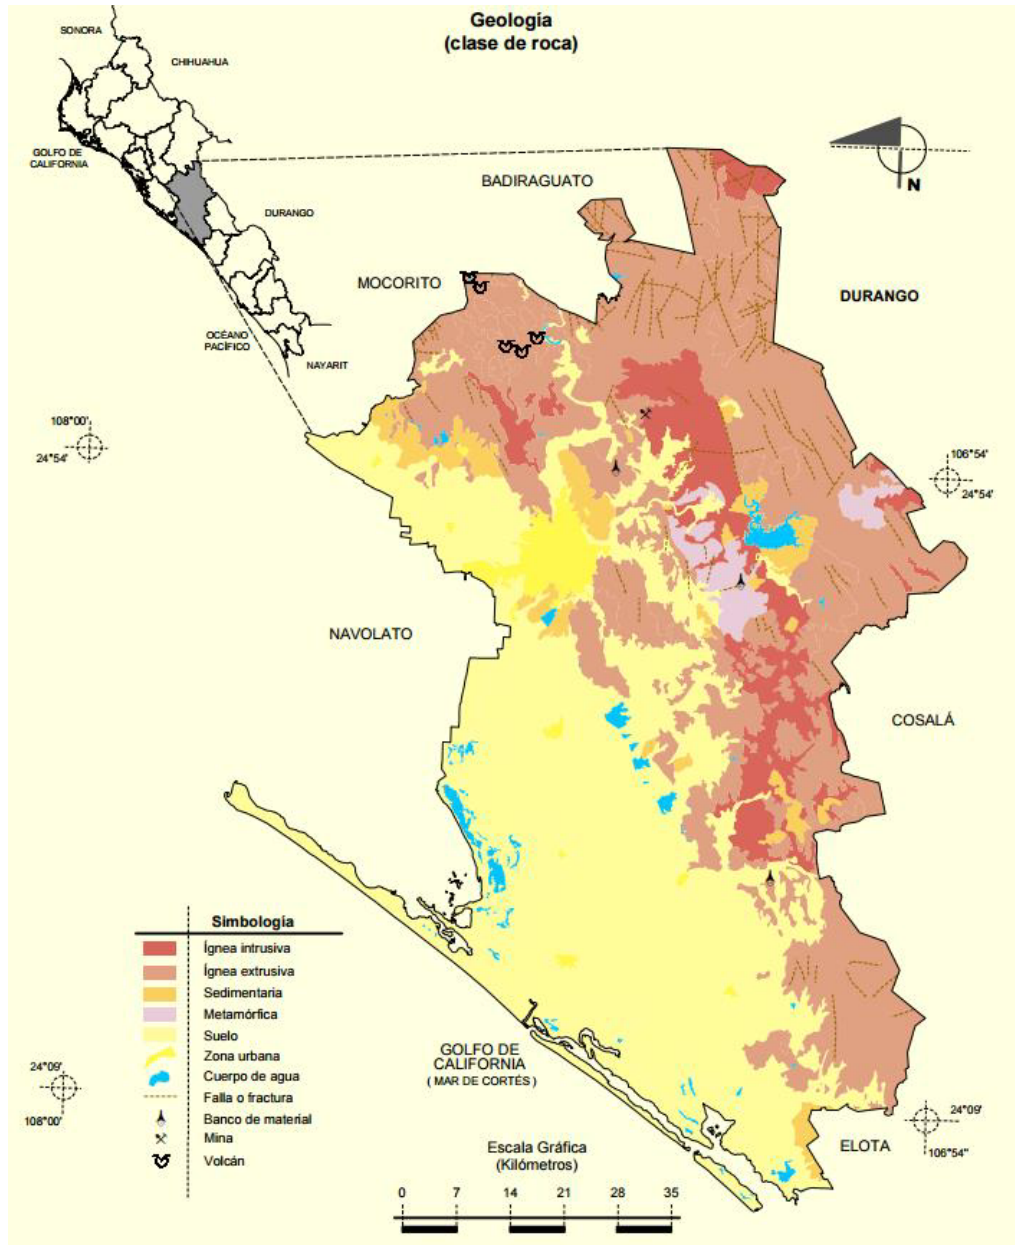 Geología
(clase de roca)
SONORA
CHIHUAHUA
GOLFO DE
CALIFORNIA
DURANGO
OCÉANO
PACÍFICO
NAYARIT
N
BADIRAGUATO
MOCORITO
DURANGO
108°00'
24°54'
106°54'
24°54'
NAVOLATO
COSALÁ
Simbología
Ígnea intrusiva
Ígnea extrusiva
Sedimentaria
Metamórfica
Suelo
Zona urbana
Cuerpo de agua
Falla o fractura
Banco de material
Mina
Volcán
GOLFO DE
CALIFORNIA
( MAR DE CORTÉS )
24°09'
108°00'
24°09'
106°54"
ELOTA
Escala Gráfica
(Kilómetros)
0 7 14 21 28 35